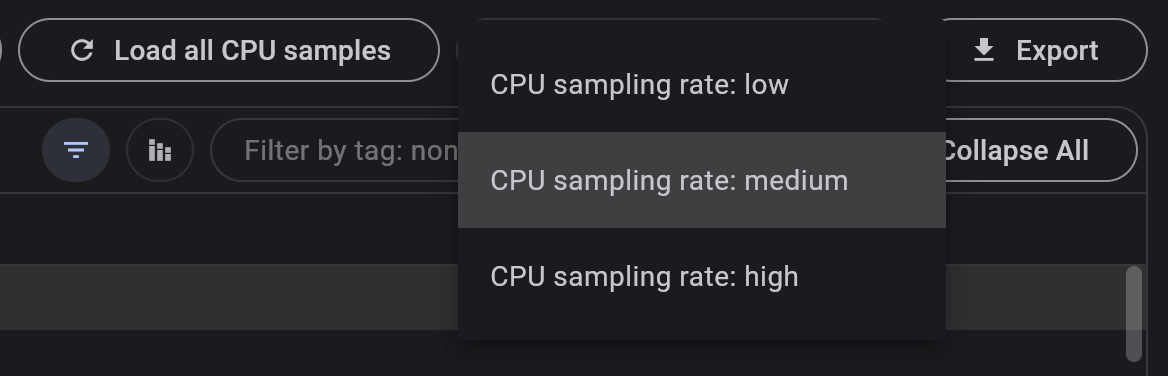 Load all CPU samples
Export
CPU sampling rate: low
Filter by tag: non
Collapse All
CPU sampling rate: medium
CPU sampling rate: high